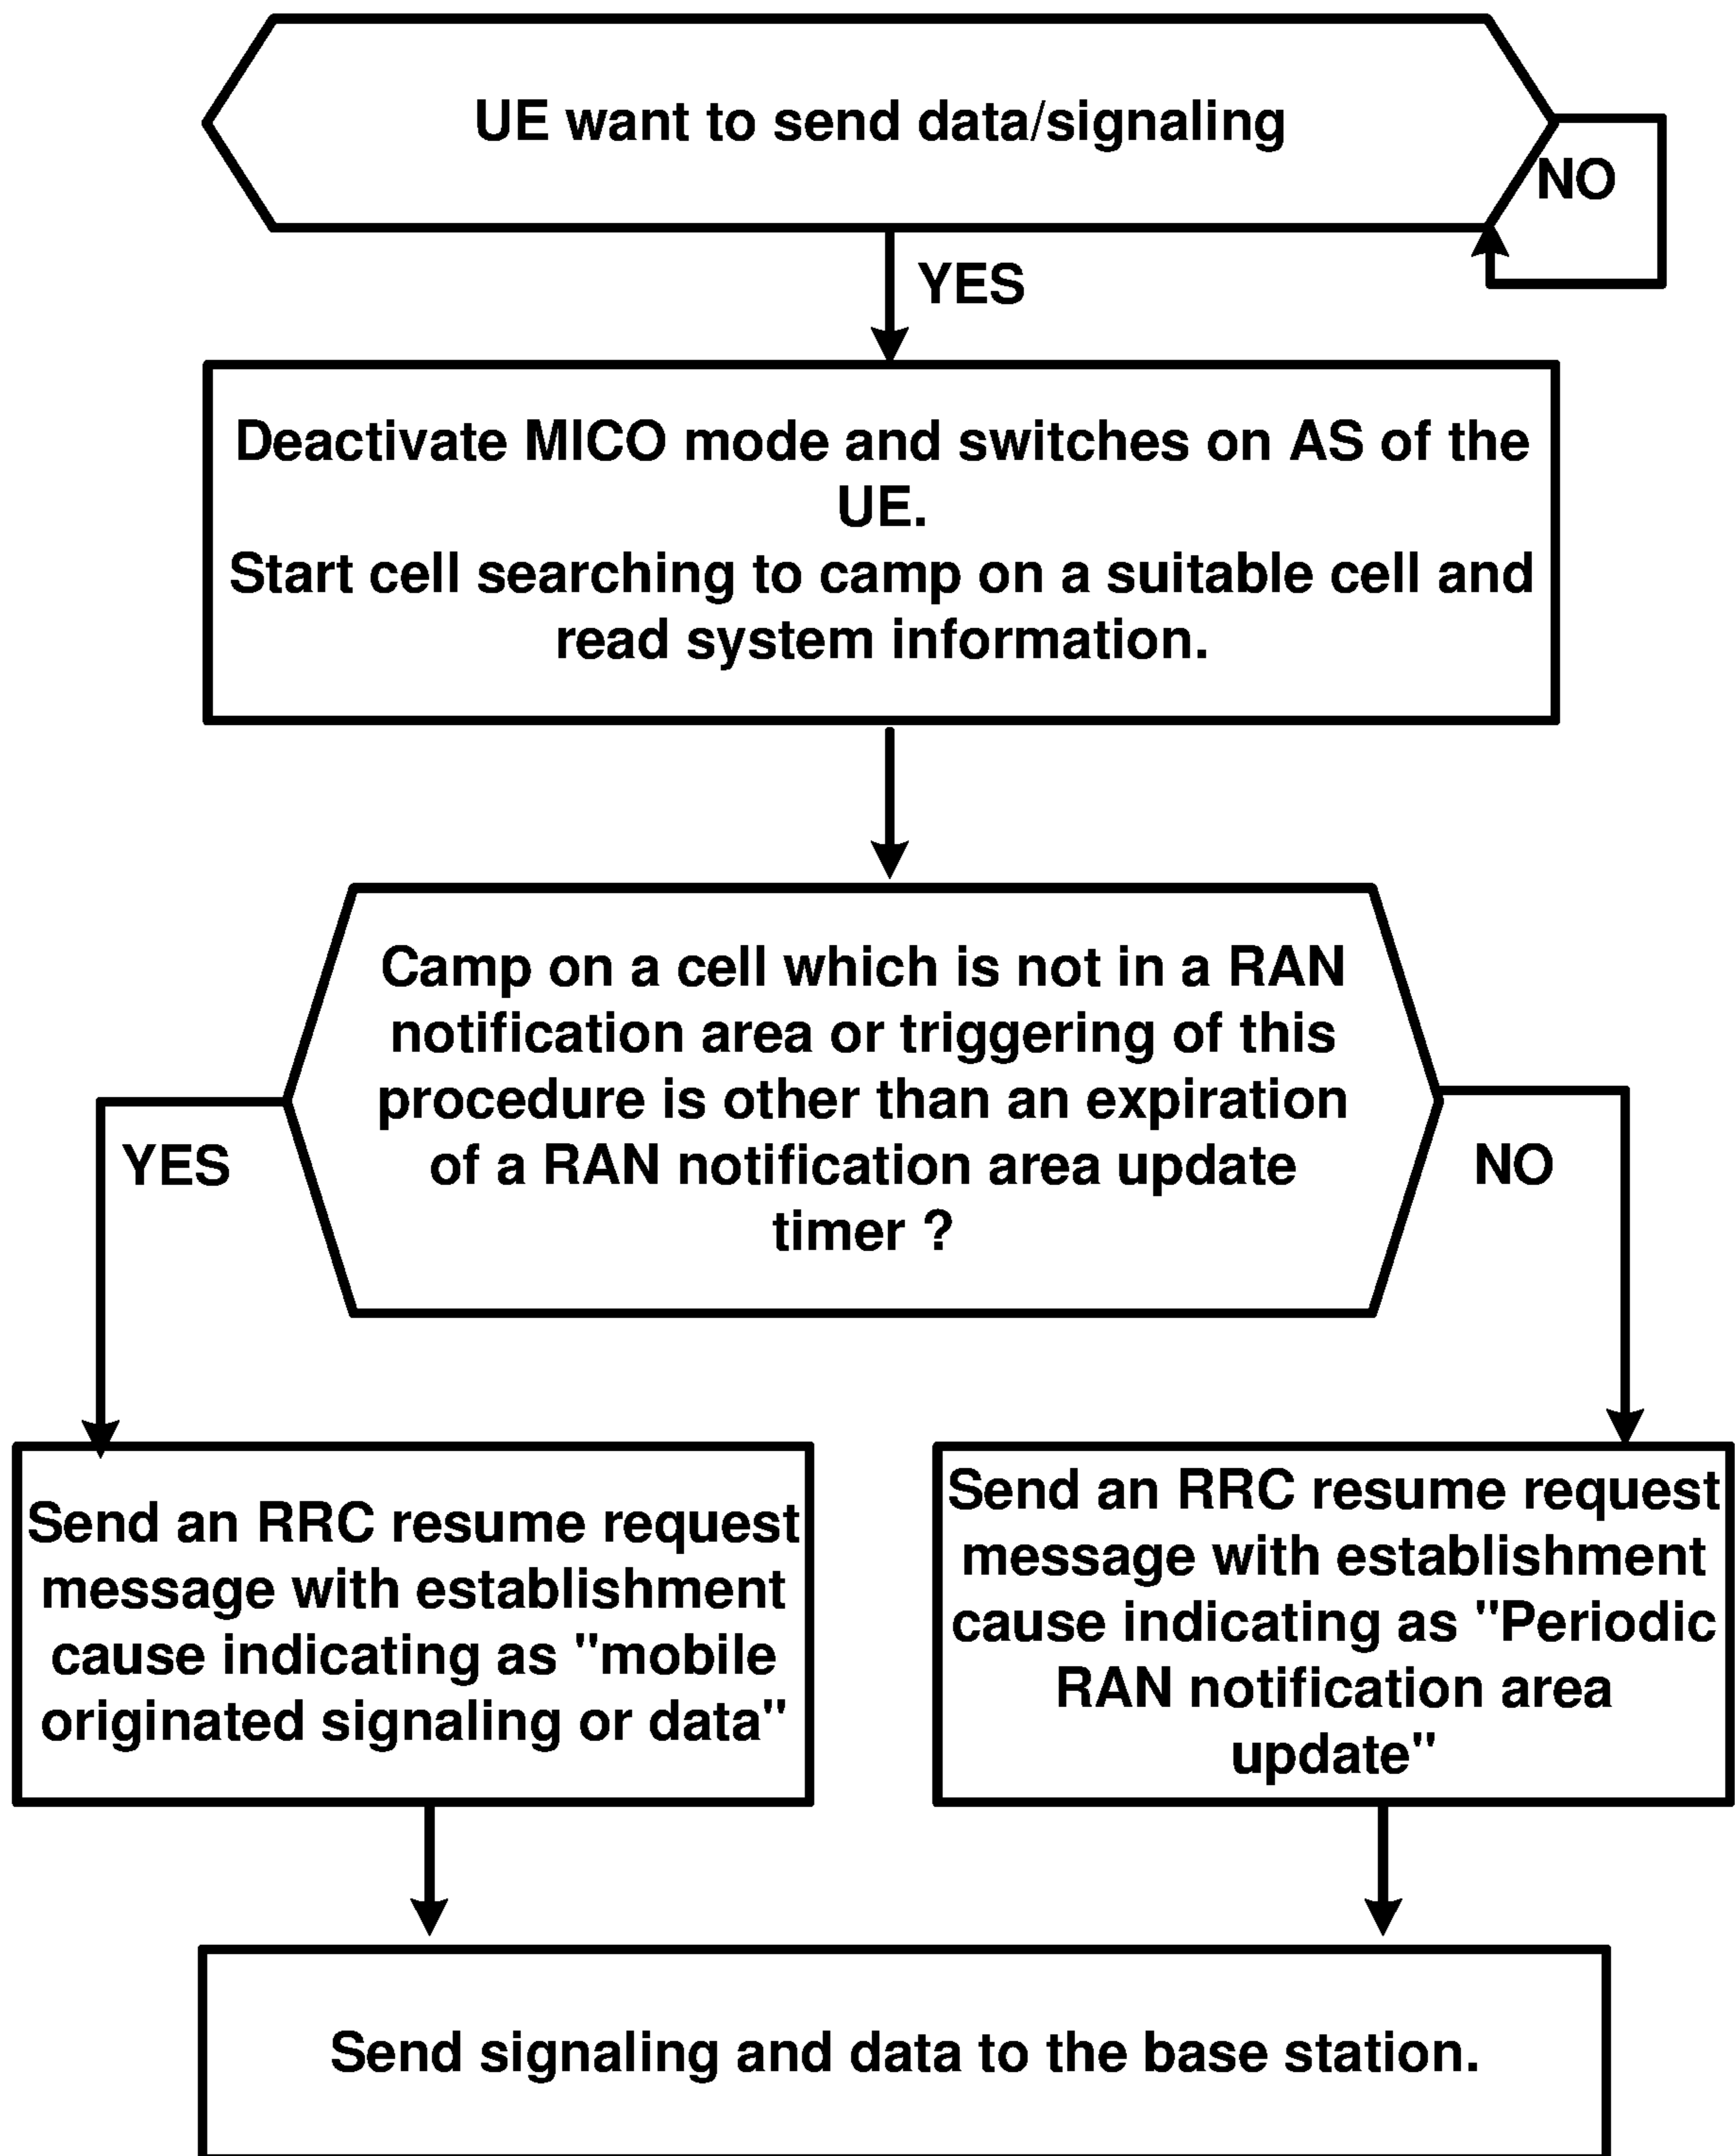 UE want to send data/signaling
NO
YES
Deactivate MICO mode and switches on AS of the
UE.
Start cell searching to camp on a suitable cell and
read system information.
Camp on a cell which is not in a RAN
notification area or triggering of this
procedure is other than an expiration
of a RAN notification area update
timer ?
YES
NO
Send an RRC resume request
message with establishment
cause indicating as "mobile
originated signaling or data"
Send an RRC resume request
message with establishment
cause indicating as "Periodic
RAN notification area
update"
Send signaling and data to the base station.